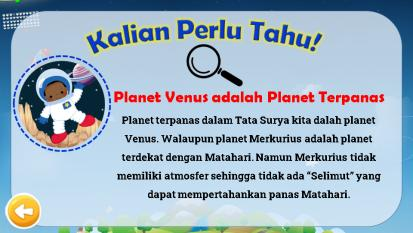 Kalian Perlu Tahu!
Planet Venus adalah Planet Terpanas
Planet terpanas dalam Tata Surya kita dalah planet
Venus. Walaupun planet Merkurius adalah planet
terdekat dengan Matahari. Namun Merkurius tidak
memiliki atmosfer sehingga tidak ada “Selimut” yang
dapat mempertahankan panas Matahari.